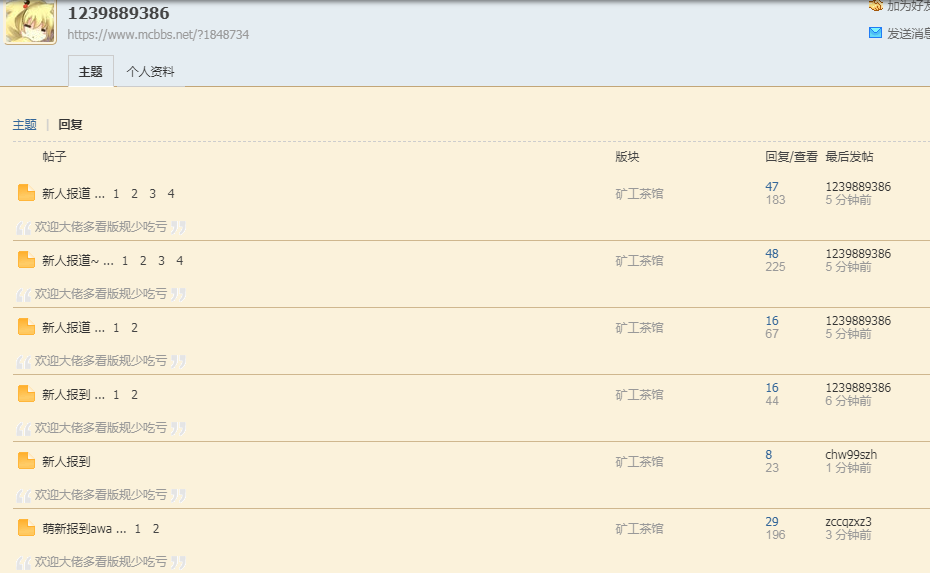 1239889386
加为好友
https://www.mcbbs.net/?1848734
发送消息
主题 个人资料
主题 | 回复
帖子 版块 回复/查看 最后发帖
新人报道 ... 1 2 3 4 矿工茶馆 47 1239889386
183 5 分钟前
欢迎大佬多看版规少吃亏
新人报道~ ... 1 2 3 4 矿工茶馆 48 1239889386
225 5 分钟前
欢迎大佬多看版规少吃亏
新人报道 ... 1 2 矿工茶馆 16 1239889386
67 5 分钟前
欢迎大佬多看版规少吃亏
新人报到 ... 1 2 矿工茶馆 16 1239889386
44 6 分钟前
欢迎大佬多看版规少吃亏
新人报到 矿工茶馆 8 chw99szh
23 1 分钟前
欢迎大佬多看版规少吃亏
萌新报到awa ... 1 2 矿工茶馆 29 zccqzxz3
196 3 分钟前
欢迎大佬多看版规少吃亏